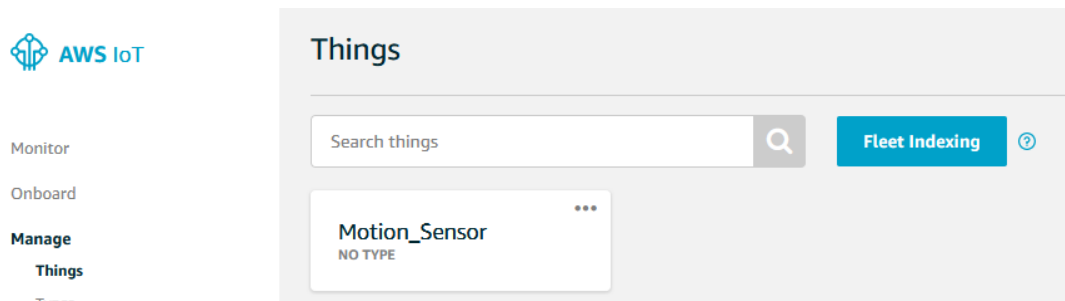 AWS IoT
Things
Search things
Fleet Indexing
Monitor
Onboard
Manage
Things
Motion_Sensor
NO TYPE